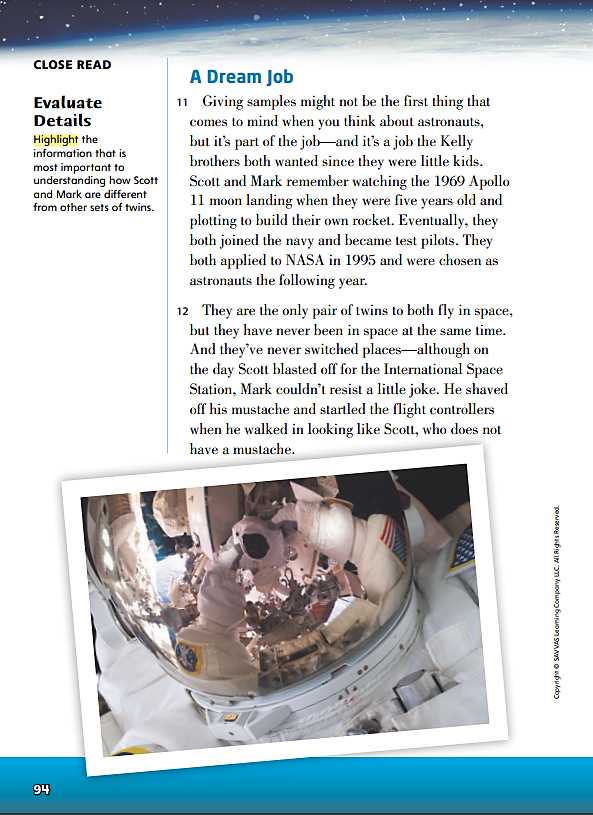 CLOSE READ
Evaluate
Details
Highlight the
information that is
most important to
understanding how Scott
and Mark are different
from other sets of twins.
A Dream Job
11 Giving samples might not be the first thing that
comes to mind when you think about astronauts,
but it’s part of the job—and it’s a job the Kelly
brothers both wanted since they were little kids.
Scott and Mark remember watching the 1969 Apollo
11 moon landing when they were five years old and
plotting to build their own rocket. Eventually, they
both joined the navy and became test pilots. They
both applied to NASA in 1995 and were chosen as
astronauts the following year.
12 They are the only pair of twins to both fly in space,
but they have never been in space at the same time.
And they’ve never switched places—although on
the day Scott blasted off for the International Space
Station, Mark couldn’t resist a little joke. He shaved
off his mustache and startled the flight controllers
when he walked in looking like Scott, who does not
have a mustache.
Copyright © SAVVAS Learning Company LLC. All Rights Reserved.
94